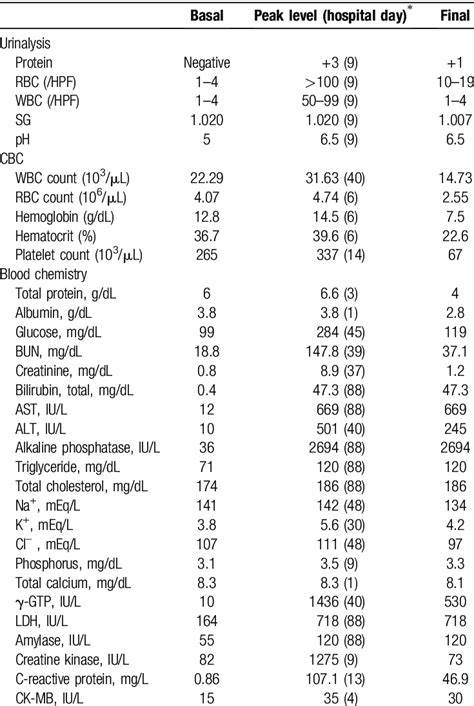 Basal Peak level (hospital day)* Final
Urinalysis
Protein Negative +3 (9) +1
RBC (/HPF) 1–4 >100 (9) 10–19
WBC (/HPF) 1–4 50–99 (9) 1–4
SG 1.020 1.020 (9) 1.007
pH 5 6.5 (9) 6.5
CBC
WBC count (10³/μL) 22.29 31.63 (40) 14.73
RBC count (10⁶/μL) 4.07 4.74 (6) 2.55
Hemoglobin (g/dL) 12.8 14.5 (6) 7.5
Hematocrit (%) 36.7 39.6 (6) 22.6
Platelet count (10³/μL) 265 337 (14) 67
Blood chemistry
Total protein, g/dL 6 6.6 (3) 4
Albumin, g/dL 3.8 3.8 (1) 2.8
Glucose, mg/dL 99 284 (45) 119
BUN, mg/dL 18.8 147.8 (39) 37.1
Creatinine, mg/dL 0.8 8.9 (37) 1.2
Bilirubin, total, mg/dL 0.4 47.3 (88) 47.3
AST, IU/L 12 669 (88) 669
ALT, IU/L 10 501 (40) 245
Alkaline phosphatase, IU/L 36 2694 (88) 2694
Triglyceride, mg/dL 71 120 (88) 120
Total cholesterol, mg/dL 174 186 (88) 186
Na⁺, mEq/L 141 142 (48) 134
K⁺, mEq/L 3.8 5.6 (30) 4.2
Cl⁻ , mEq/L 107 111 (48) 97
Phosphorus, mg/dL 3.1 3.5 (9) 3.3
Total calcium, mg/dL 8.3 8.3 (1) 8.1
γ-GTP, IU/L 10 1436 (40) 530
LDH, IU/L 164 718 (88) 718
Amylase, IU/L 55 120 (88) 120
Creatine kinase, IU/L 82 1275 (9) 73
C-reactive protein, mg/L 0.86 107.1 (13) 46.9
CK-MB, IU/L 15 35 (4) 30